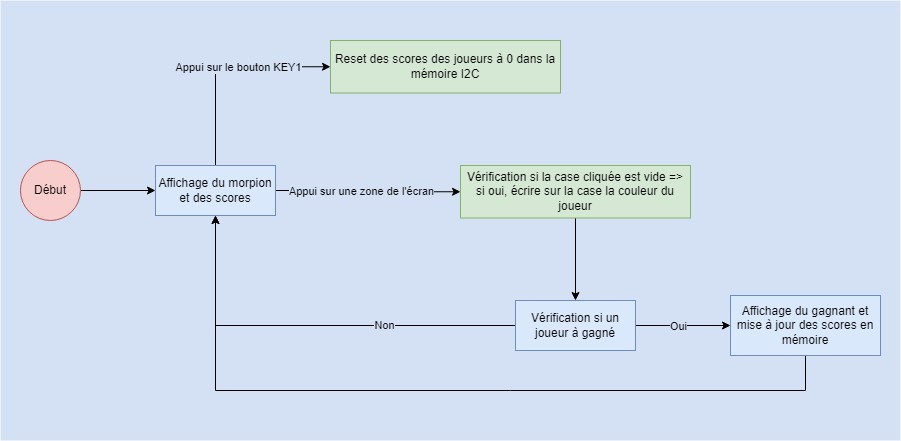 Appui sur le bouton KEY1
Reset des scores des joueurs à 0 dans la
mémoire I2C
Début
Affichage du morpion
et des scores
Appui sur une zone de l'écran
Vérification si la case cliquée est vide =>
si oui, écrire sur la case la couleur du
joueur
Non
Vérification si un
joueur à gagné
Oui
Affichage du gagnant et
mise à jour des scores en
mémoire